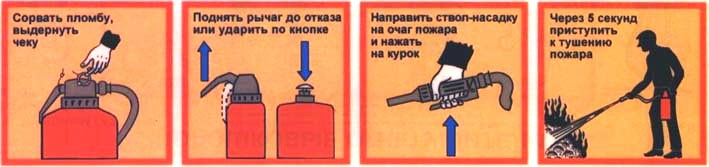 Сорвать пломбу,
выдернуть
чеку
Поднять рычаг до отказа
или ударить по кнопке
Направить ствол-насадку
на очаг пожара
и нажать
на курок
Через 5 секунд
приступить
к тушению
пожара